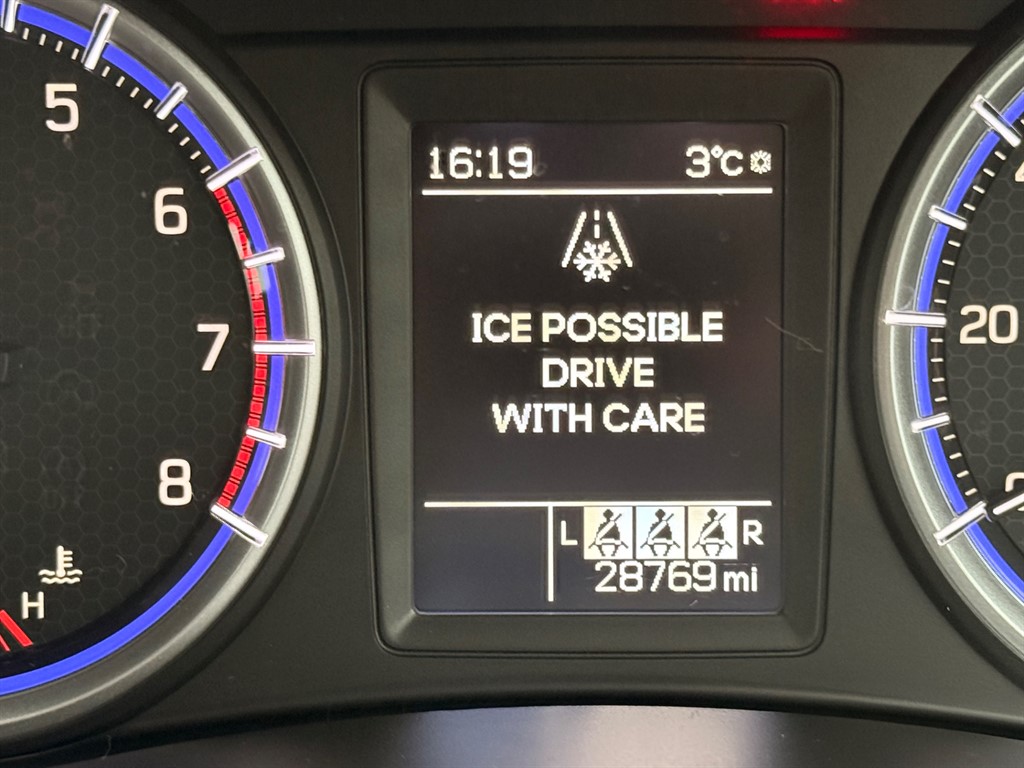 5
6
7
8
H
16:19 3°C
ICE POSSIBLE
DRIVE
WITH CARE
L R
28769 mi
20